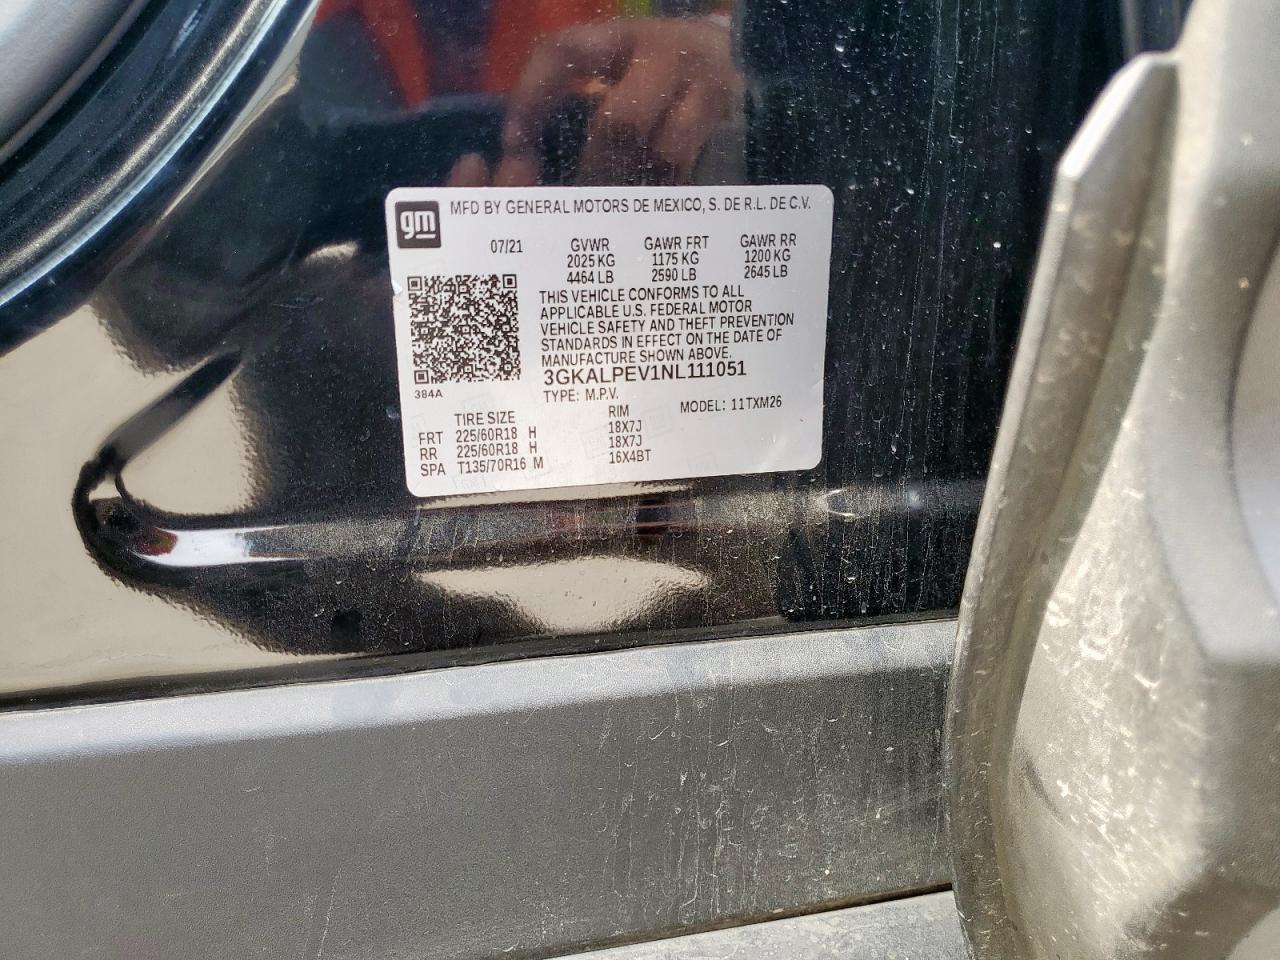 gm
MFD BY GENERAL MOTORS DE MEXICO, S. DE R.L. DE C.V.
07/21 GVWR GAWR FRT GAWR RR
2025 KG 1175 KG 1200 KG
4464 LB 2590 LB 2645 LB
THIS VEHICLE CONFORMS TO ALL
APPLICABLE U.S. FEDERAL MOTOR
VEHICLE SAFETY AND THEFT PREVENTION
STANDARDS IN EFFECT ON THE DATE OF
MANUFACTURE SHOWN ABOVE.
3GKALPEV1NL111051
384A
TYPE: M.P.V.
MODEL: 11TXM26
TIRE SIZE RIM
FRT 225/60R18 H 18X7J
RR 225/60R18 H 18X7J
SPA T135/70R16 M 16X4BT